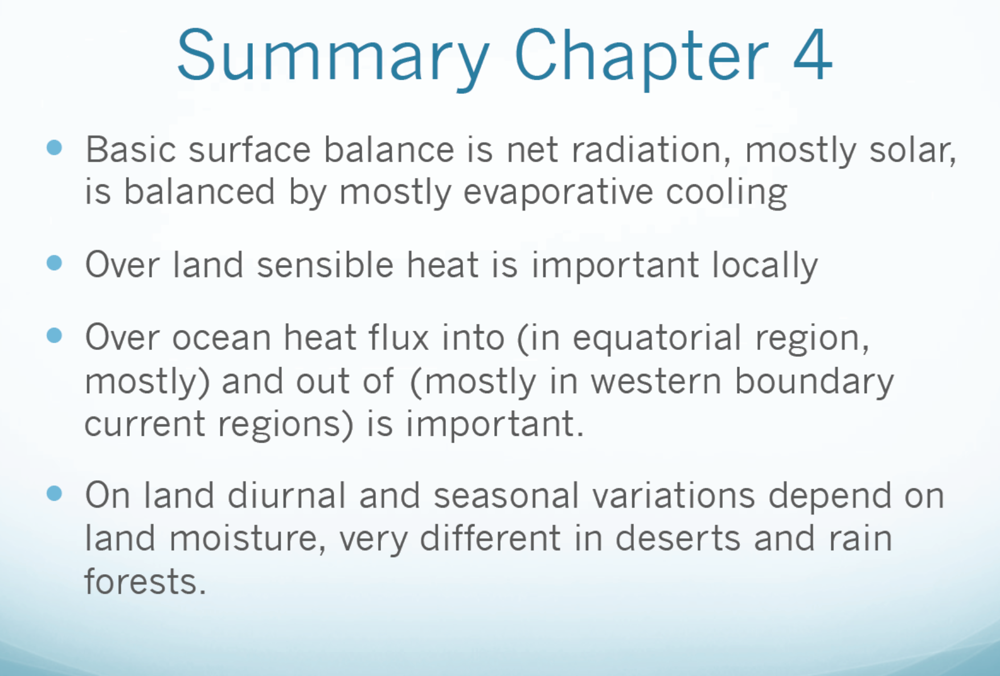 Summary Chapter 4
• Basic surface balance is net radiation, mostly solar,
is balanced by mostly evaporative cooling
• Over land sensible heat is important locally
• Over ocean heat flux into (in equatorial region,
mostly) and out of (mostly in western boundary
current regions) is important.
• On land diurnal and seasonal variations depend on
land moisture, very different in deserts and rain
forests.